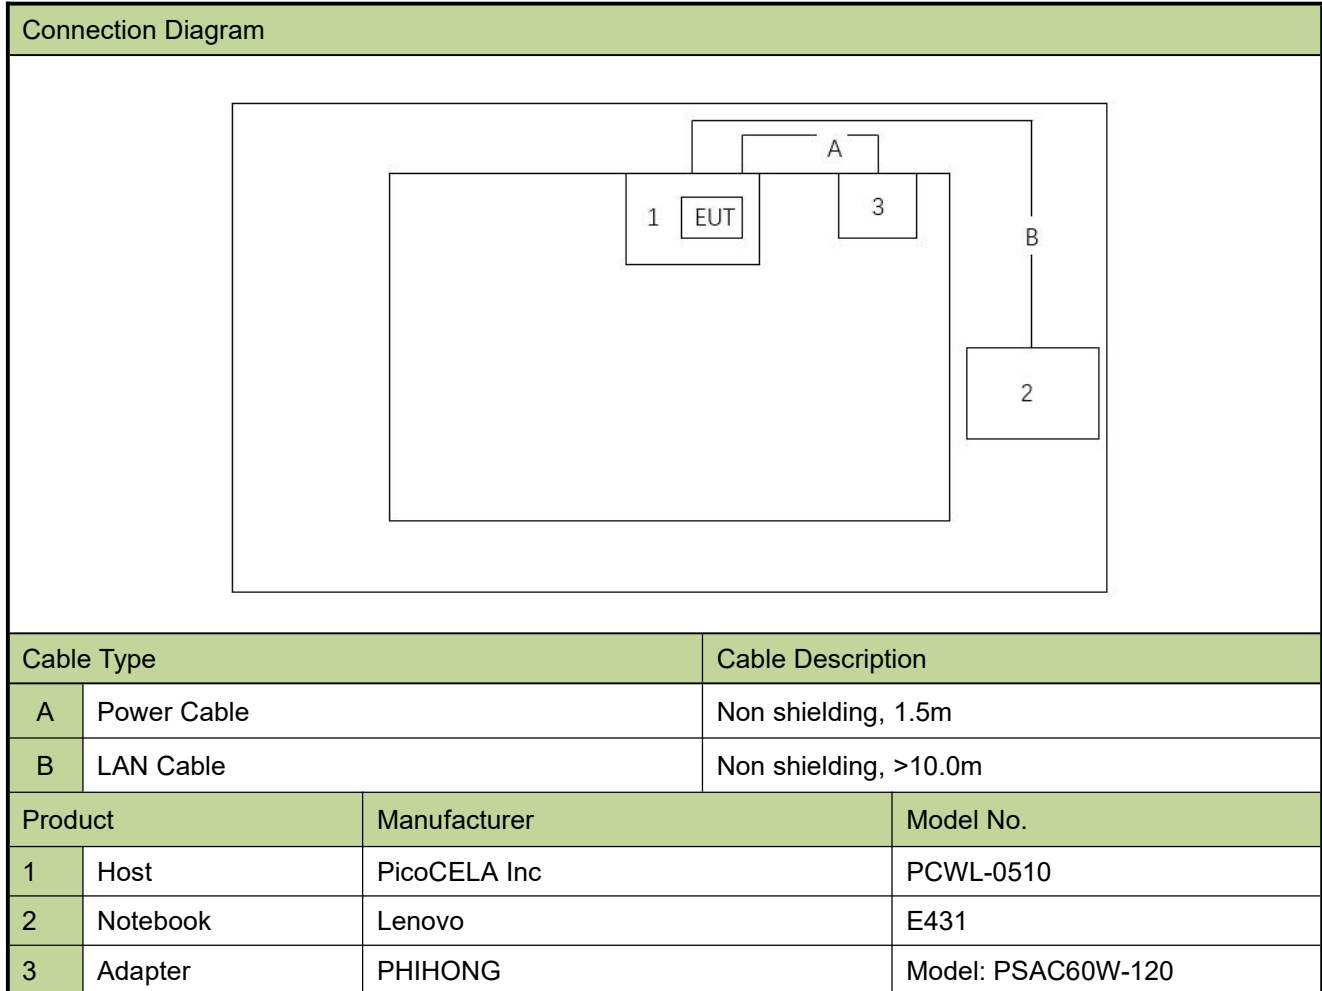 Connection Diagram
A
1 EUT 3
B
2
Cable Type Cable Description
A Power Cable Non shielding, 1.5m
B LAN Cable Non shielding, >10.0m
Product Manufacturer Model No.
1 Host PicoCELA Inc PCWL-0510
2 Notebook Lenovo E431
3 Adapter PHIHONG Model: PSAC60W-120